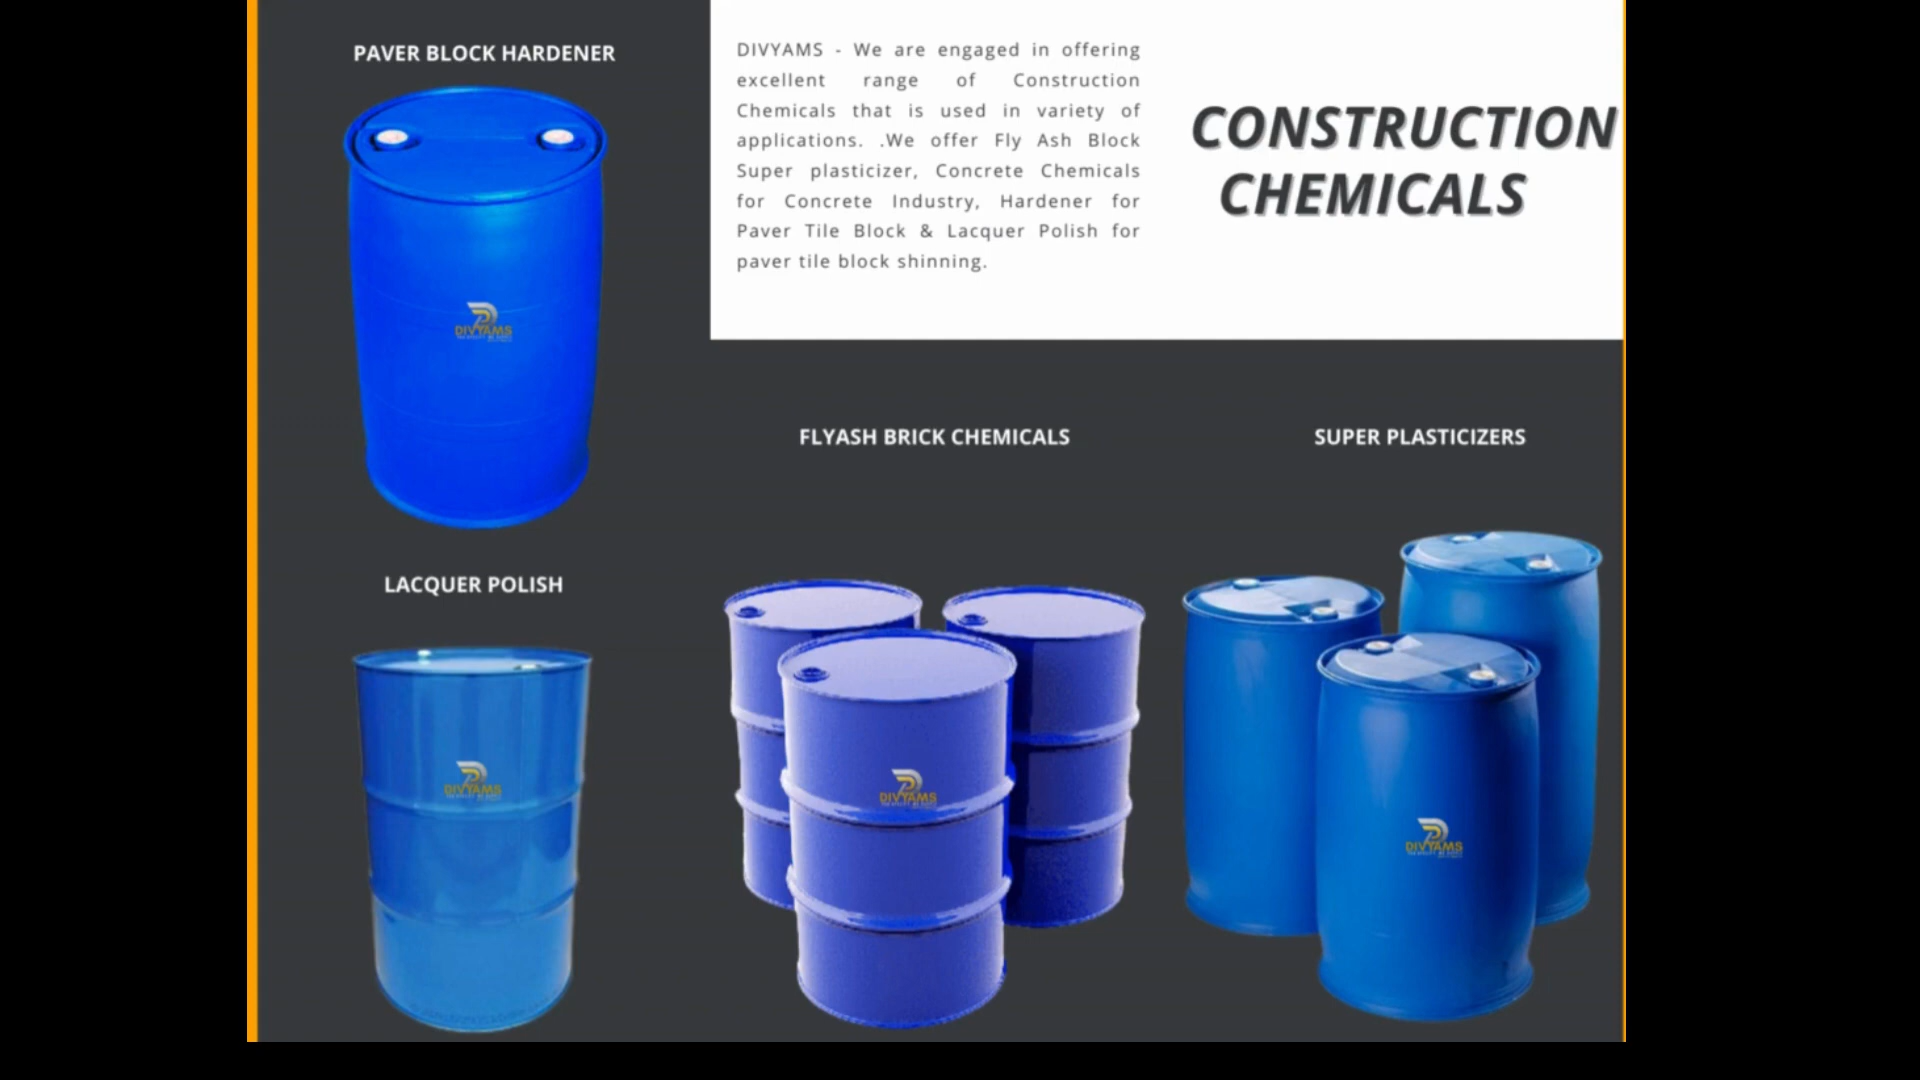 PAVER BLOCK HARDENER
DIVYAMS - We are engaged in offering
excellent range of Construction
Chemicals that is used in variety of
applications. .We offer Fly Ash Block
Super plasticizer, Concrete Chemicals
for Concrete Industry, Hardener for
Paver Tile Block & Lacquer Polish for
paver tile block shinning.
CONSTRUCTION
CHEMICALS
DIVYAMS
FLYASH BRICK CHEMICALS
SUPER PLASTICIZERS
LACQUER POLISH
DIVYAMS
DIVYAMS
DIVYAMS